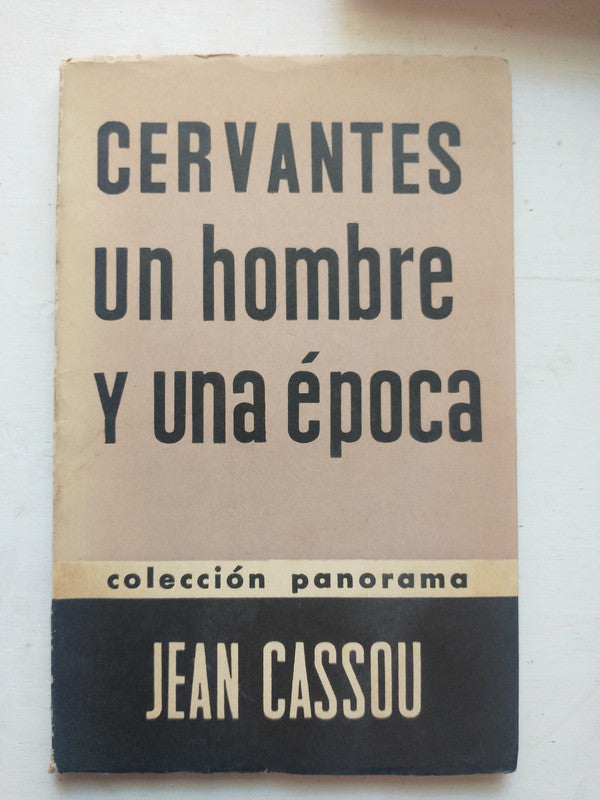 CERVANTES
un hombre
Y una época
colección panorama
JEAN CASSOU